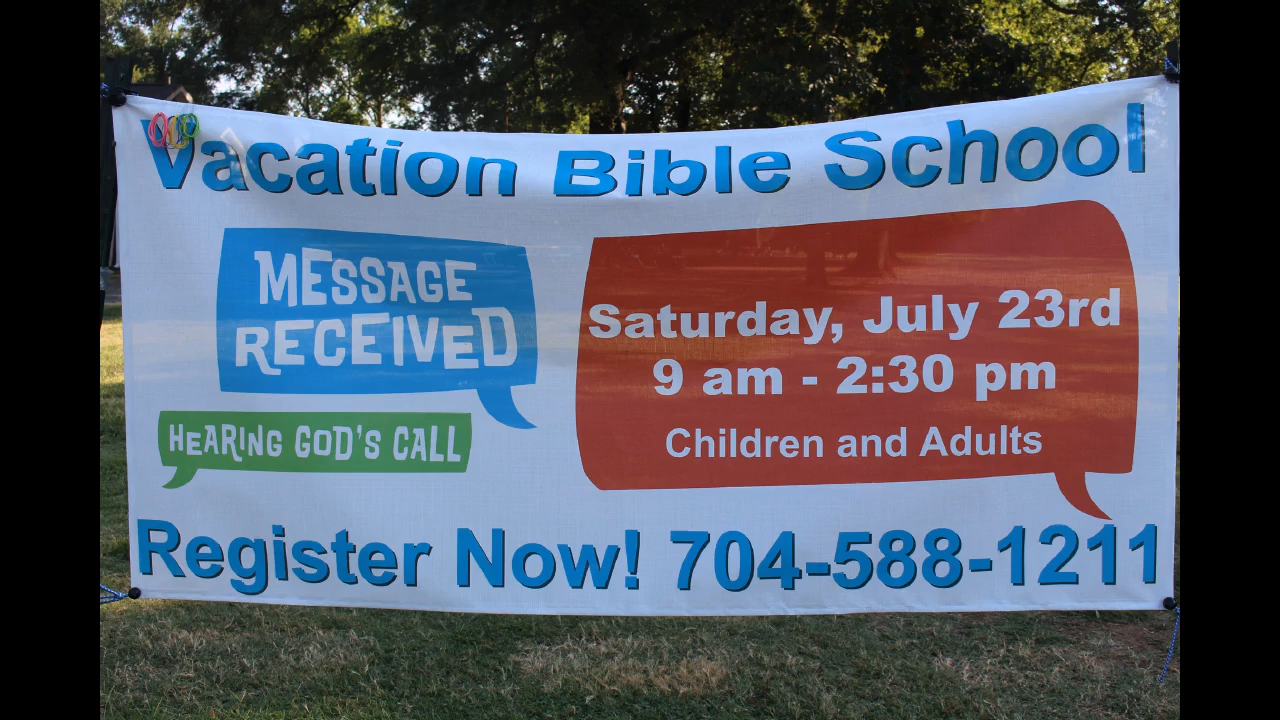 Vacation Bible School
MESSAGE
RECEIVED
HEARING GOD'S CALL
Saturday, July 23rd
9 am - 2:30 pm
Children and Adults
Register Now! 704-588-1211